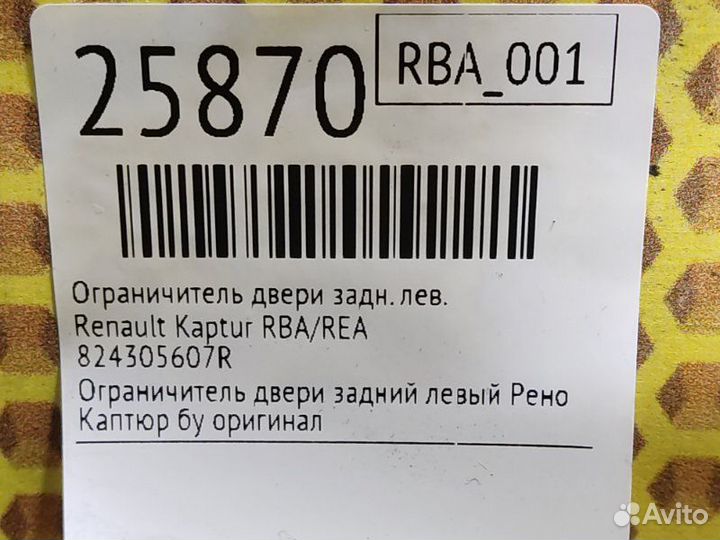 25870
RBA_001
Ограничитель двери задн. лев.
Renault Kaptur RBA/REA
824305607R
Ограничитель двери задний левый Рено
Каптюр бу оригинал
Avito